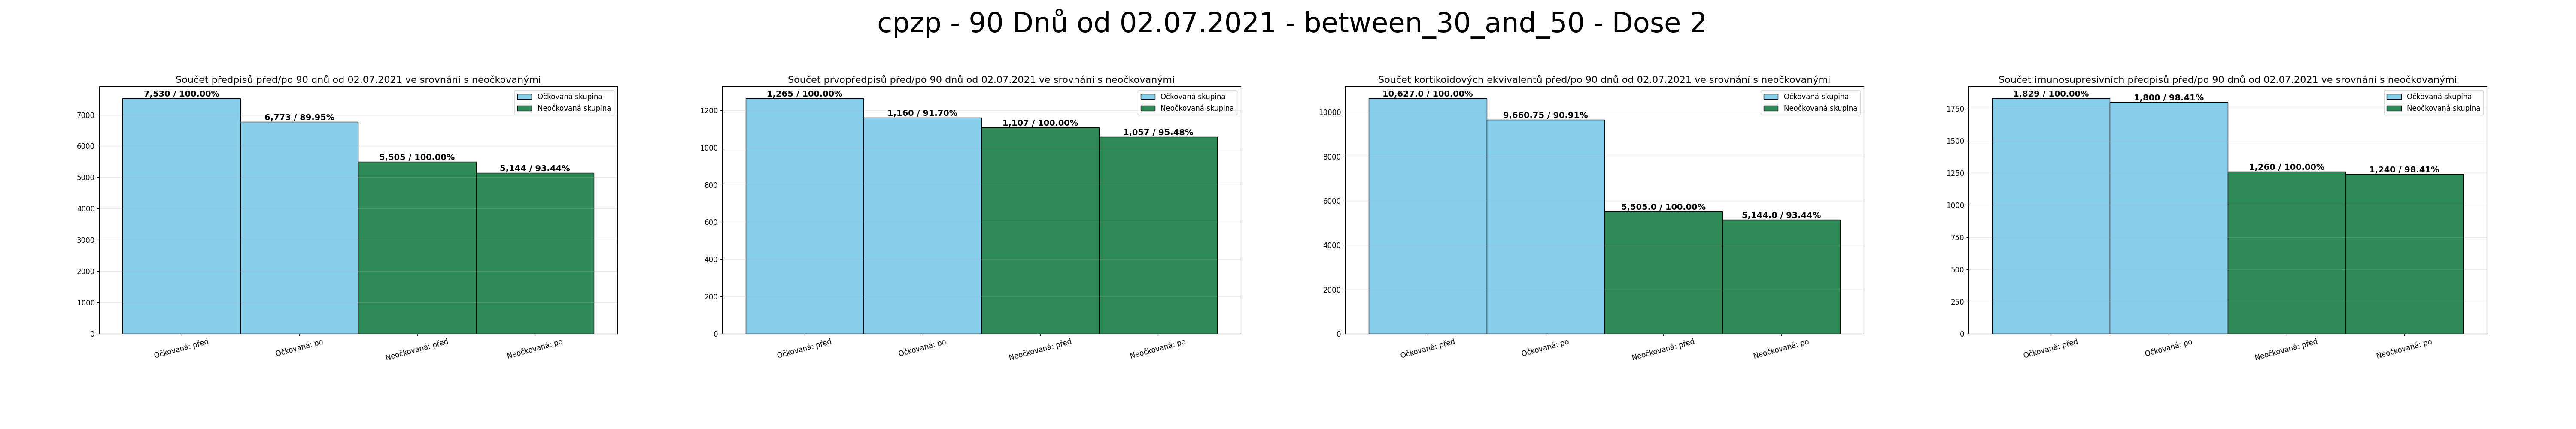 cpzp - 90 Dnů od 02.07.2021 - between_30_and_50 - Dose 2
Součet předpisů před/po 90 dnů od 02.07.2021 ve srovnání s neočkovanými
7,530 / 100.00%
6,773 / 89.95%
5,505 / 100.00%
5,144 / 93.44%
Očkovaná skupina
Neočkovaná skupina
7000
6000
5000
4000
3000
2000
1000
0
Očkovaná: před
Očkovaná: po
Neočkovaná: před
Neočkovaná: po
Součet prvopředpisů před/po 90 dnů od 02.07.2021 ve srovnání s neočkovanými
1,265 / 100.00%
1,160 / 91.70%
1,107 / 100.00%
1,057 / 95.48%
Očkovaná skupina
Neočkovaná skupina
1200
1000
800
600
400
200
0
Očkovaná: před
Očkovaná: po
Neočkovaná: před
Neočkovaná: po
Součet kortikoidových ekvivalentů před/po 90 dnů od 02.07.2021 ve srovnání s neočkovanými
10,627.0 / 100.00%
9,660.75 / 90.91%
5,505.0 / 100.00%
5,144.0 / 93.44%
Očkovaná skupina
Neočkovaná skupina
10000
8000
6000
4000
2000
0
Očkovaná: před
Očkovaná: po
Neočkovaná: před
Neočkovaná: po
Součet imunosupresivních předpisů před/po 90 dnů od 02.07.2021 ve srovnání s neočkovanými
1,829 / 100.00%
1,800 / 98.41%
1,260 / 100.00%
1,240 / 98.41%
Očkovaná skupina
Neočkovaná skupina
1750
1500
1250
1000
750
500
250
0
Očkovaná: před
Očkovaná: po
Neočkovaná: před
Neočkovaná: po